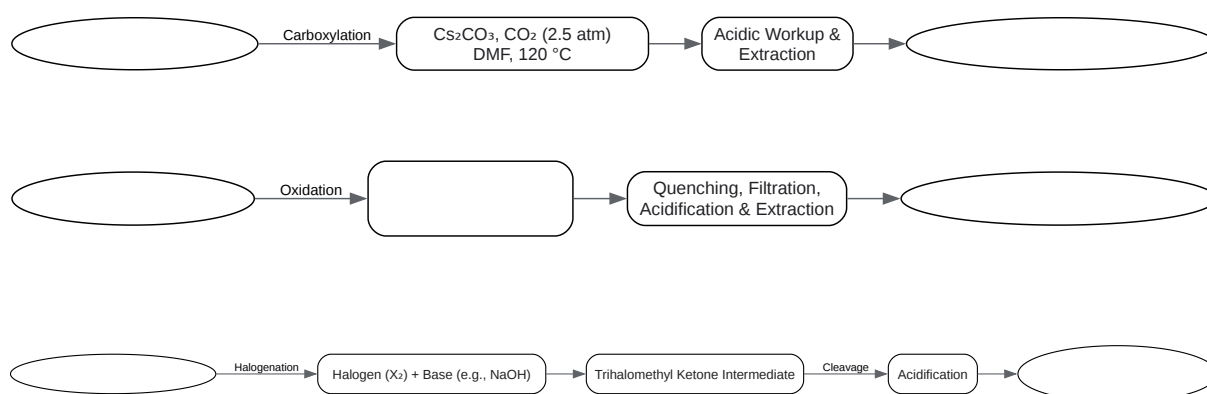 Carboxylation
Cs₂CO₃, CO₂ (2.5 atm)
DMF, 120 °C
Acidic Workup &
Extraction
Oxidation
Quenching, Filtration,
Acidification & Extraction
Halogenation
Halogen (X₂) + Base (e.g., NaOH)
Trihalomethyl Ketone Intermediate
Cleavage
Acidification